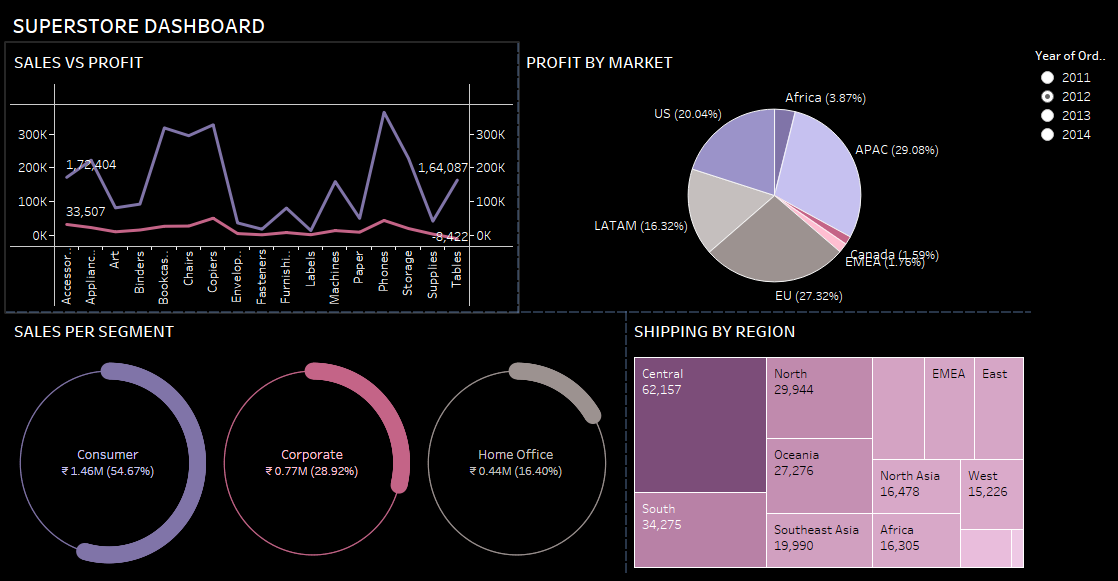 SUPERSTORE DASHBOARD
SALES VS PROFIT
300K
200K
100K
0K
1,72,404
33,507
1,64,087
-8,422
300K
200K
100K
0K
Accessor..
Applianc..
Art
Binders
Bookcas..
Chairs
Copiers
Envelop..
Fasteners
Furnishi..
Labels
Machines
Paper
Phones
Storage
Supplies
Tables
PROFIT BY MARKET
Africa (3.87%)
US (20.04%)
APAC (29.08%)
LATAM (16.32%)
Canada (1.59%)
EMEA (1.76%)
EU (27.32%)
Year of Ord..
2011
2012
2013
2014
SALES PER SEGMENT
Consumer
₹ 1.46M (54.67%)
Corporate
₹ 0.77M (28.92%)
Home Office
₹ 0.44M (16.40%)
SHIPPING BY REGION
Central
62,157
South
34,275
North
29,944
Oceania
27,276
Southeast Asia
19,990
EMEA
East
North Asia
16,478
West
15,226
Africa
16,305